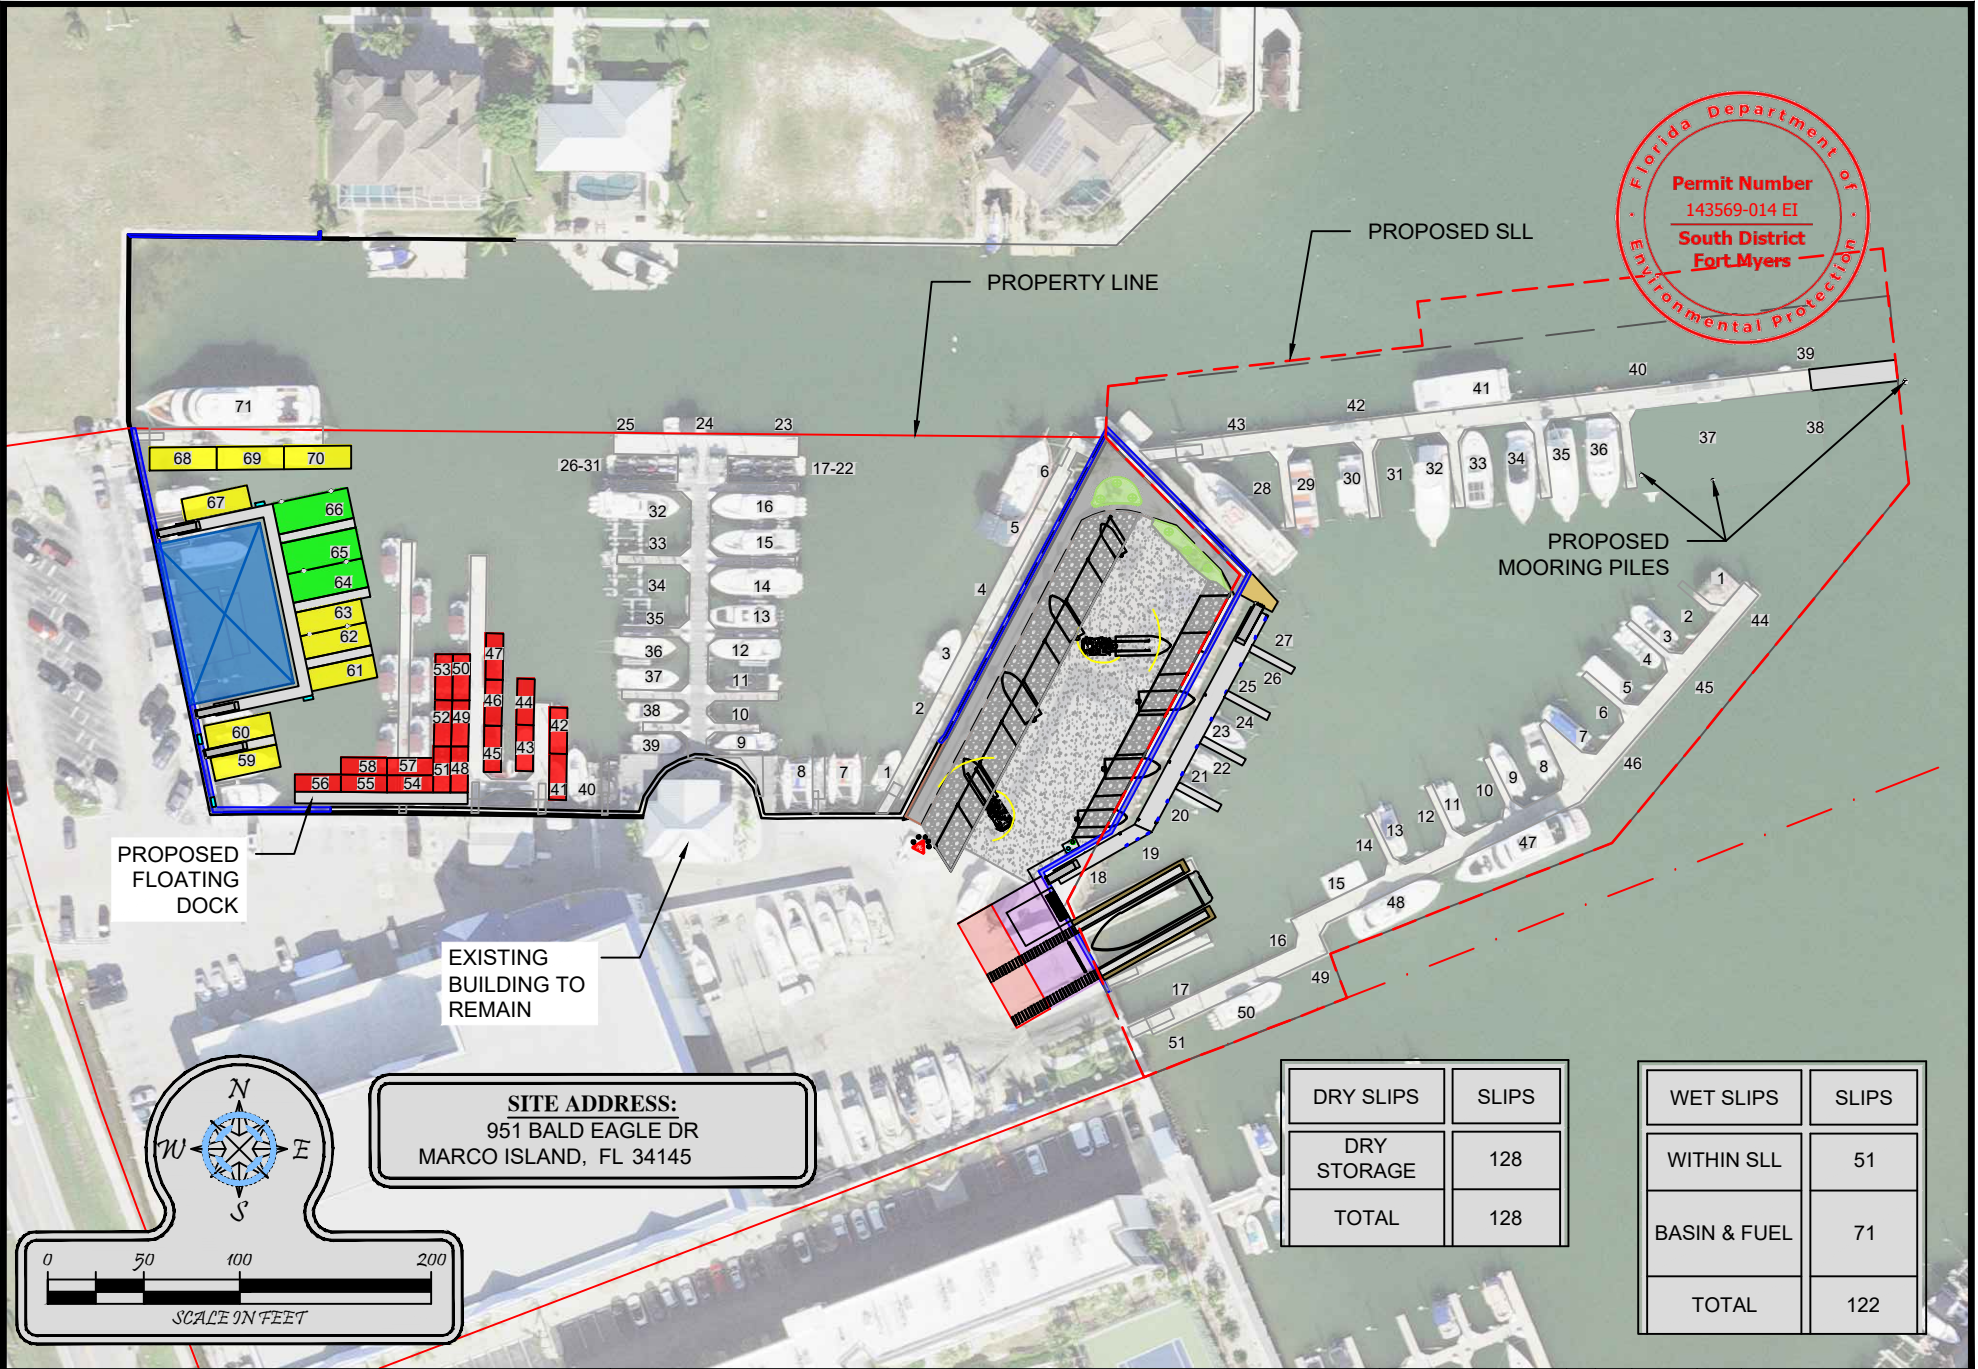 Florida Department of
Environmental Protection
Permit Number
143569-014 EI
South District
Fort Myers
PROPOSED SLL
PROPERTY LINE
39
40
41
42
43
38
37
36
35
34
33
32
31
30
29
28
PROPOSED
MOORING PILES
71
68 69 70
67
66
65
64
63
62
61
60
59
25 24 23
26-31 17-22
32 16
33 15
34 14
35 13
36 12
37 11
38 10
39 9
40
8 7 1
6
5
4
3
2
53 50
52 49
51 48
47
46
45
44
43
42
41
58 57
56 55 54
27
26
25
24
23
22
21
20
19
18
1
2
3
4
5
6
7
8
9
10
11
12
13
14
15
16
17
44
45
46
47
48
49
50
51
PROPOSED
FLOATING
DOCK
EXISTING
BUILDING TO
REMAIN
N
W E
S
0 50 100 200
SCALE IN FEET
SITE ADDRESS:
951 BALD EAGLE DR
MARCO ISLAND, FL 34145
DRY SLIPS SLIPS
DRY
STORAGE 128
TOTAL 128
WET SLIPS SLIPS
WITHIN SLL 51
BASIN & FUEL 71
TOTAL 122